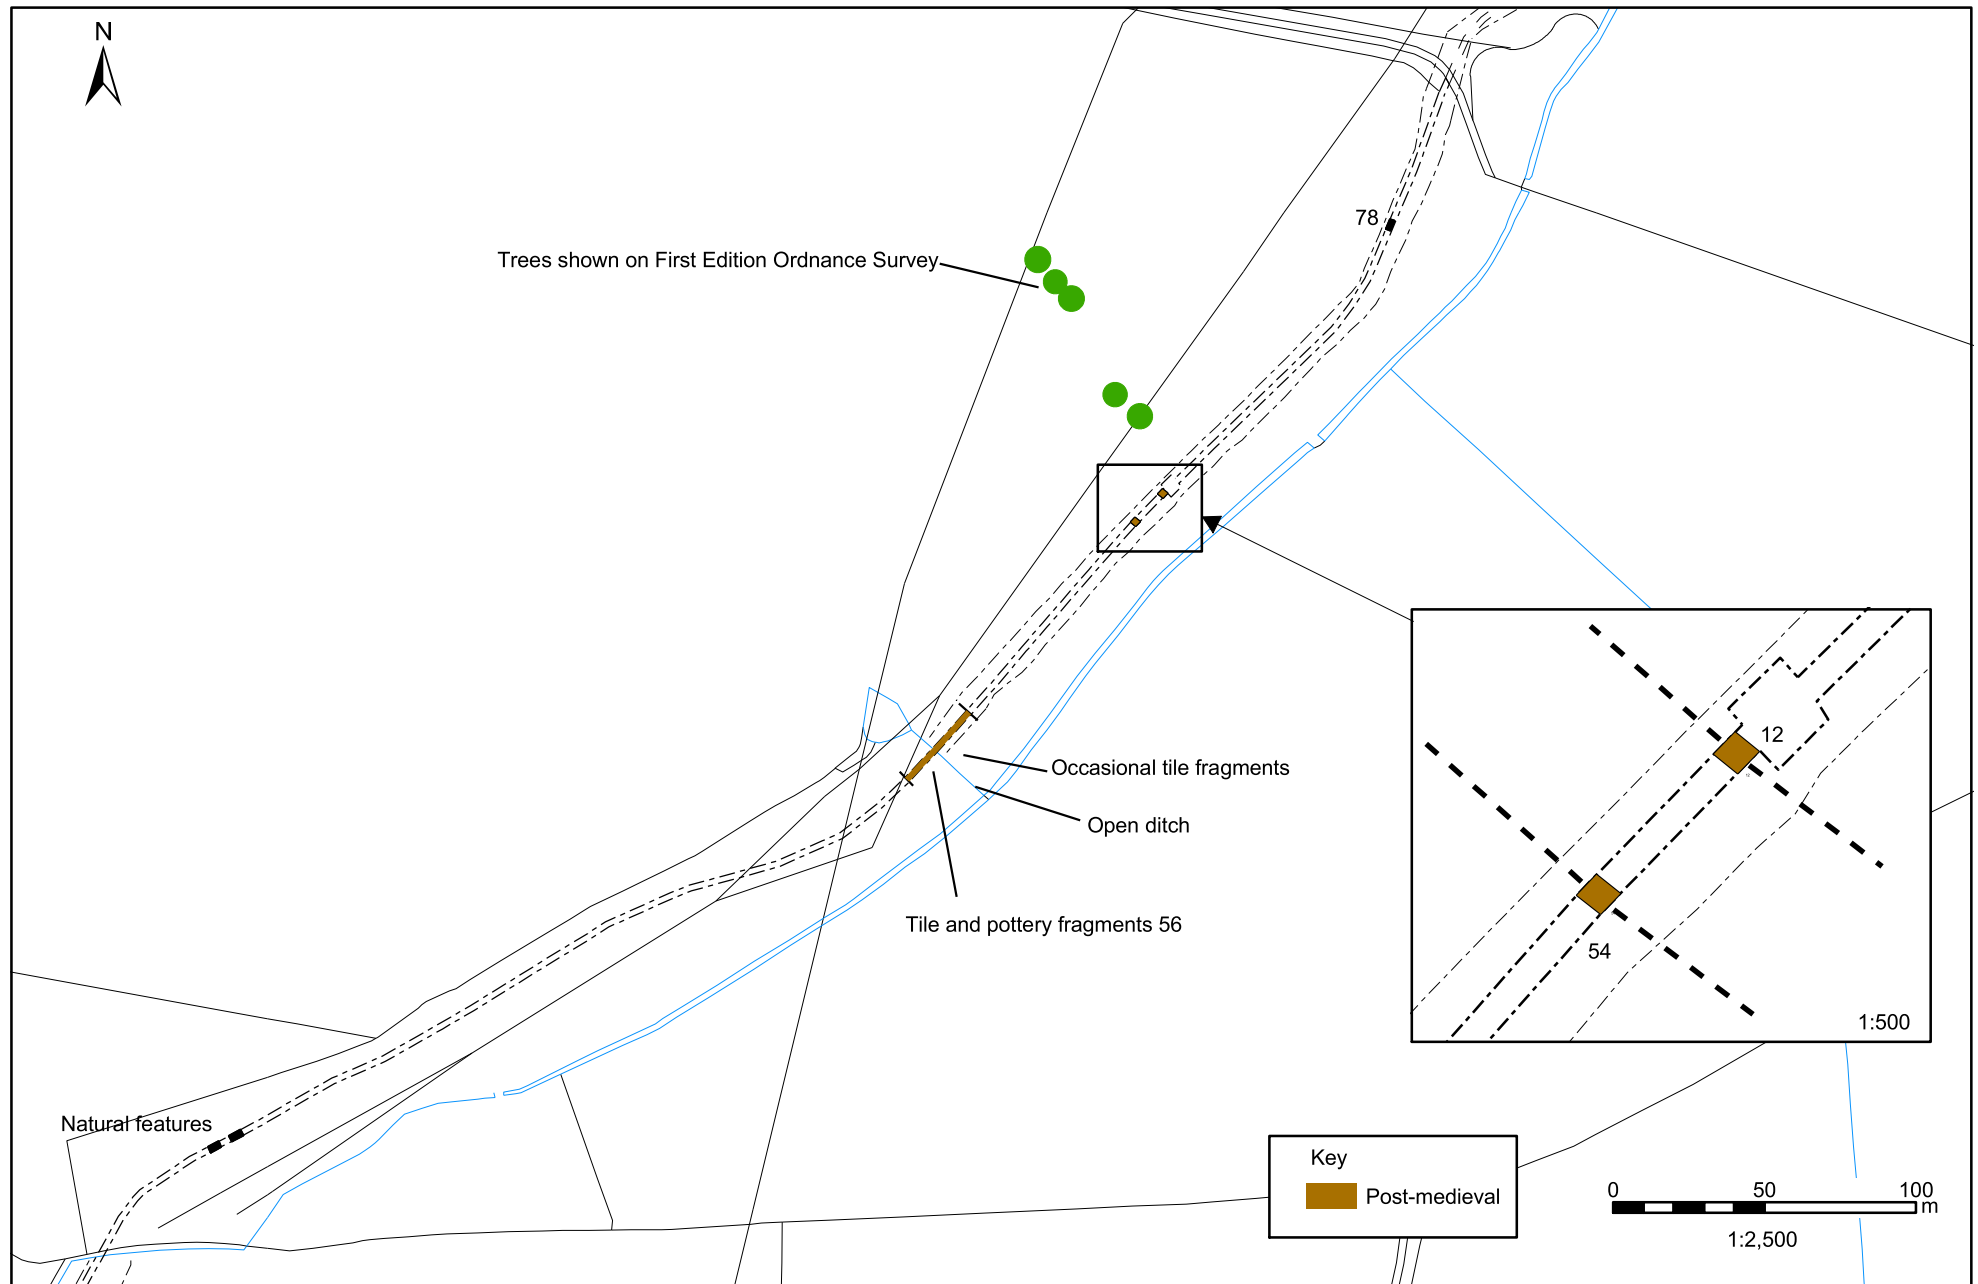 N
78
Trees shown on First Edition Ordnance Survey
12
Occasional tile fragments
Open ditch
Tile and pottery fragments 56
54
1:500
Natural features
Key
Post-medieval
0 50 100
m
1:2,500